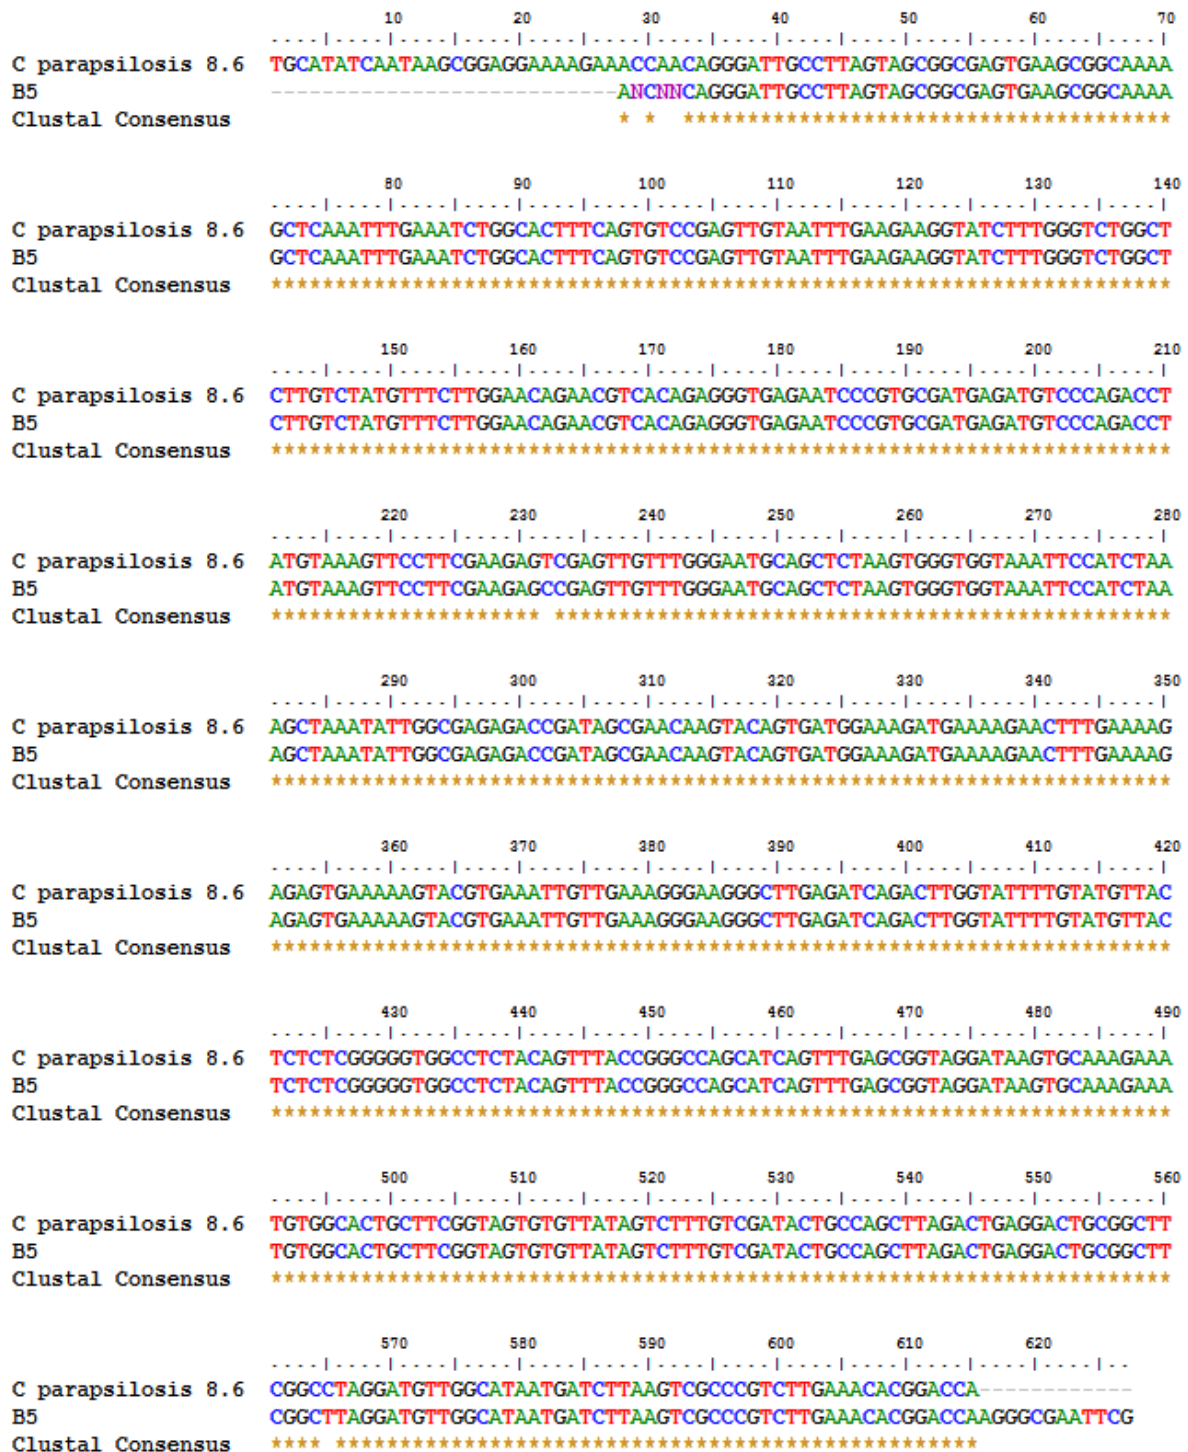 10 20 30 40 50 60 70
....|....|....|....|....|....|....|....|....|....|....|....|....|....|
C parapsilosis 8.6 TGCATATCAATAAGCGGAGGAAAAGAAACCAACAGGGATTGCCTTAGTAGCGGCGAGTGAAGCGGCAAAA
B5 ---------------------------ANCNNCAGGGATTGCCTTAGTAGCGGCGAGTGAAGCGGCAAAA
Clustal Consensus * * **************************************
80 90 100 110 120 130 140
....|....|....|....|....|....|....|....|....|....|....|....|....|....|
C parapsilosis 8.6 GCTCAAATTTGAAATCTGGCACTTTCAGTGTCCGAGTTGTAATTTGAAGAAGGTATCTTTGGGTCTGGCT
B5 GCTCAAATTTGAAATCTGGCACTTTCAGTGTCCGAGTTGTAATTTGAAGAAGGTATCTTTGGGTCTGGCT
Clustal Consensus **********************************************************************
150 160 170 180 190 200 210
....|....|....|....|....|....|....|....|....|....|....|....|....|....|
C parapsilosis 8.6 CTTGTCTATGTTTCTTGGAACAGAACGTCACAGAGGGTGAGAATCCCGTGCGATGAGATGTCCCAGACCT
B5 CTTGTCTATGTTTCTTGGAACAGAACGTCACAGAGGGTGAGAATCCCGTGCGATGAGATGTCCCAGACCT
Clustal Consensus **********************************************************************
220 230 240 250 260 270 280
....|....|....|....|....|....|....|....|....|....|....|....|....|....|
C parapsilosis 8.6 ATGTAAAGTTCCTTCGAAGAGTCGAGTTGTTTGGGAATGCAGCTCTAAGTGGGTGGTAAATTCCATCTAA
B5 ATGTAAAGTTCCTTCGAAGAGCCGAGTTGTTTGGGAATGCAGCTCTAAGTGGGTGGTAAATTCCATCTAA
Clustal Consensus ********************* ************************************************
290 300 310 320 330 340 350
....|....|....|....|....|....|....|....|....|....|....|....|....|....|
C parapsilosis 8.6 AGCTAAATATTGGCGAGAGACCGATAGCGAACAAGTACAGTGATGGAAAGATGAAAAGAACTTTGAAAAG
B5 AGCTAAATATTGGCGAGAGACCGATAGCGAACAAGTACAGTGATGGAAAGATGAAAAGAACTTTGAAAAG
Clustal Consensus **********************************************************************
360 370 380 390 400 410 420
....|....|....|....|....|....|....|....|....|....|....|....|....|....|
C parapsilosis 8.6 AGAGTGAAAAAGTACGTGAAATTGTTGAAAGGGAAGGGCTTGAGATCAGACTTGGTATTTTGTATGTTAC
B5 AGAGTGAAAAAGTACGTGAAATTGTTGAAAGGGAAGGGCTTGAGATCAGACTTGGTATTTTGTATGTTAC
Clustal Consensus **********************************************************************
430 440 450 460 470 480 490
....|....|....|....|....|....|....|....|....|....|....|....|....|....|
C parapsilosis 8.6 TCTCTCGGGGGTGGCCTCTACAGTTTACCGGGCCAGCATCAGTTTGAGCGGTAGGATAAGTGCAAAGAAA
B5 TCTCTCGGGGGTGGCCTCTACAGTTTACCGGGCCAGCATCAGTTTGAGCGGTAGGATAAGTGCAAAGAAA
Clustal Consensus **********************************************************************
500 510 520 530 540 550 560
....|....|....|....|....|....|....|....|....|....|....|....|....|....|
C parapsilosis 8.6 TGTGGCACTGCTTCGGTAGTGTGTTATAGTCTTTGTCGATACTGCCAGCTTAGACTGAGGACTGCGGCTT
B5 TGTGGCACTGCTTCGGTAGTGTGTTATAGTCTTTGTCGATACTGCCAGCTTAGACTGAGGACTGCGGCTT
Clustal Consensus **********************************************************************
570 580 590 600 610 620
....|....|....|....|....|....|....|....|....|....|....|....|....|..
C parapsilosis 8.6 CGGCCTAGGATGTTGGCATAATGATCTTAAGTCGCCCGTCTTGAAACACGGACCA------------
B5 CGGCTTAGGATGTTGGCATAATGATCTTAAGTCGCCCGTCTTGAAACACGGACCAAGGGCGAATTCG
Clustal Consensus **** **************************************************